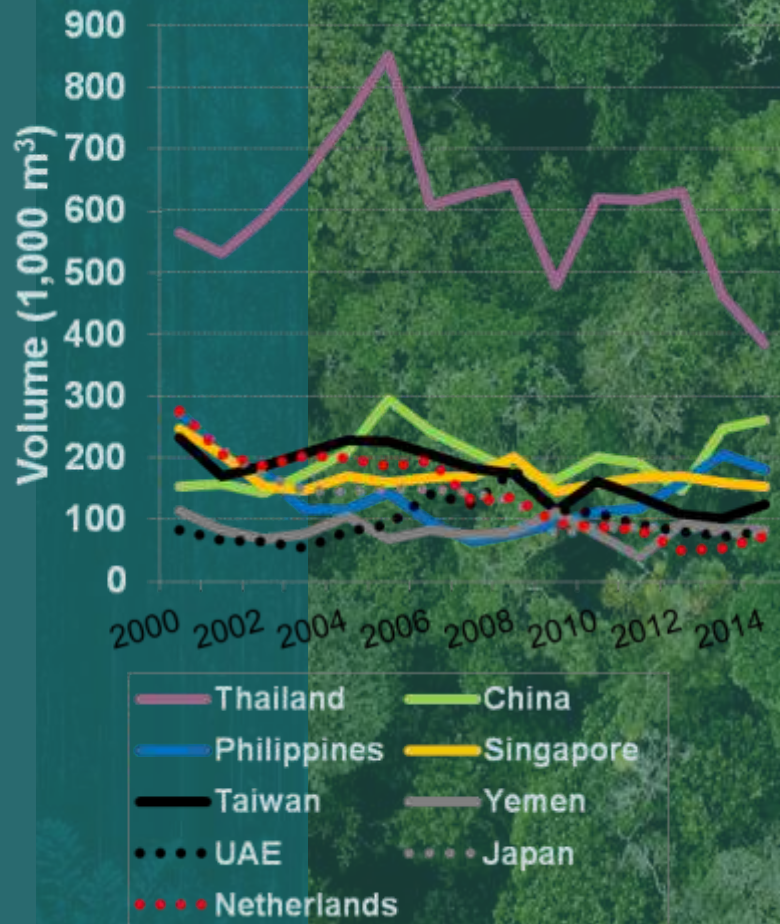 900
800
700
600
500
400
300
200
100
0
Volume (1,000 m³)
2000 2002 2004 2006 2008 2010 2012 2014
Thailand China
Philippines Singapore
Taiwan Yemen
UAE Japan
Netherlands